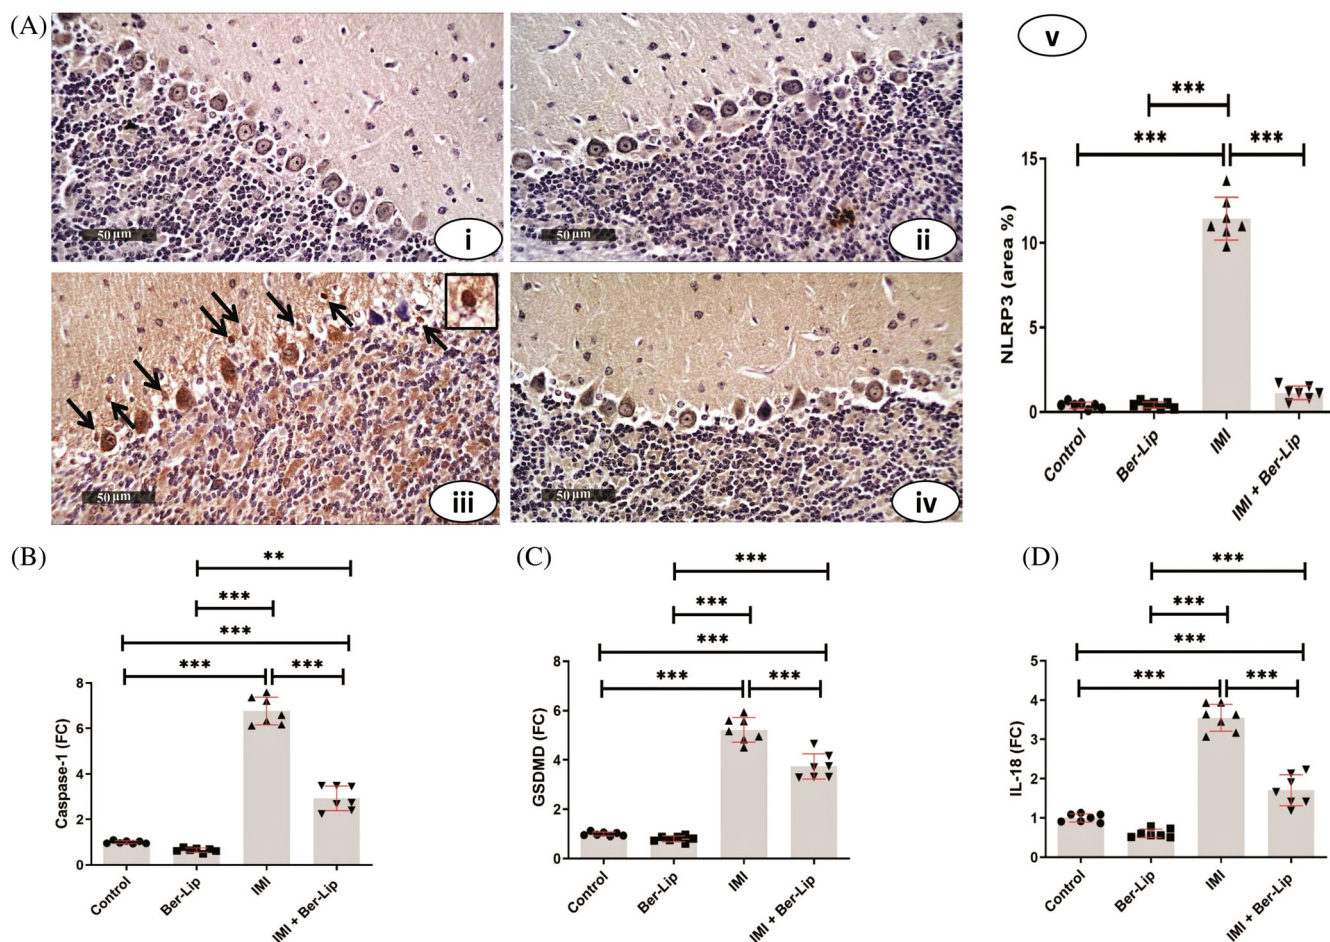 (A)
50 µm
i
50 µm
ii
50 µm
iii
50 µm
iv
v
***
***
***
NLRP3 (area %)
15
10
5
0
Control
Ber-Lip
IMI
IMI + Ber-Lip
(B)
**
***
***
***
***
Caspase-1 (FC)
8
6
4
2
0
Control
Ber-Lip
IMI
IMI + Ber-Lip
(C)
***
***
***
***
***
GSDMD (FC)
8
6
4
2
0
Control
Ber-Lip
IMI
IMI + Ber-Lip
(D)
***
***
***
***
***
IL-18 (FC)
5
4
3
2
1
0
Control
Ber-Lip
IMI
IMI + Ber-Lip